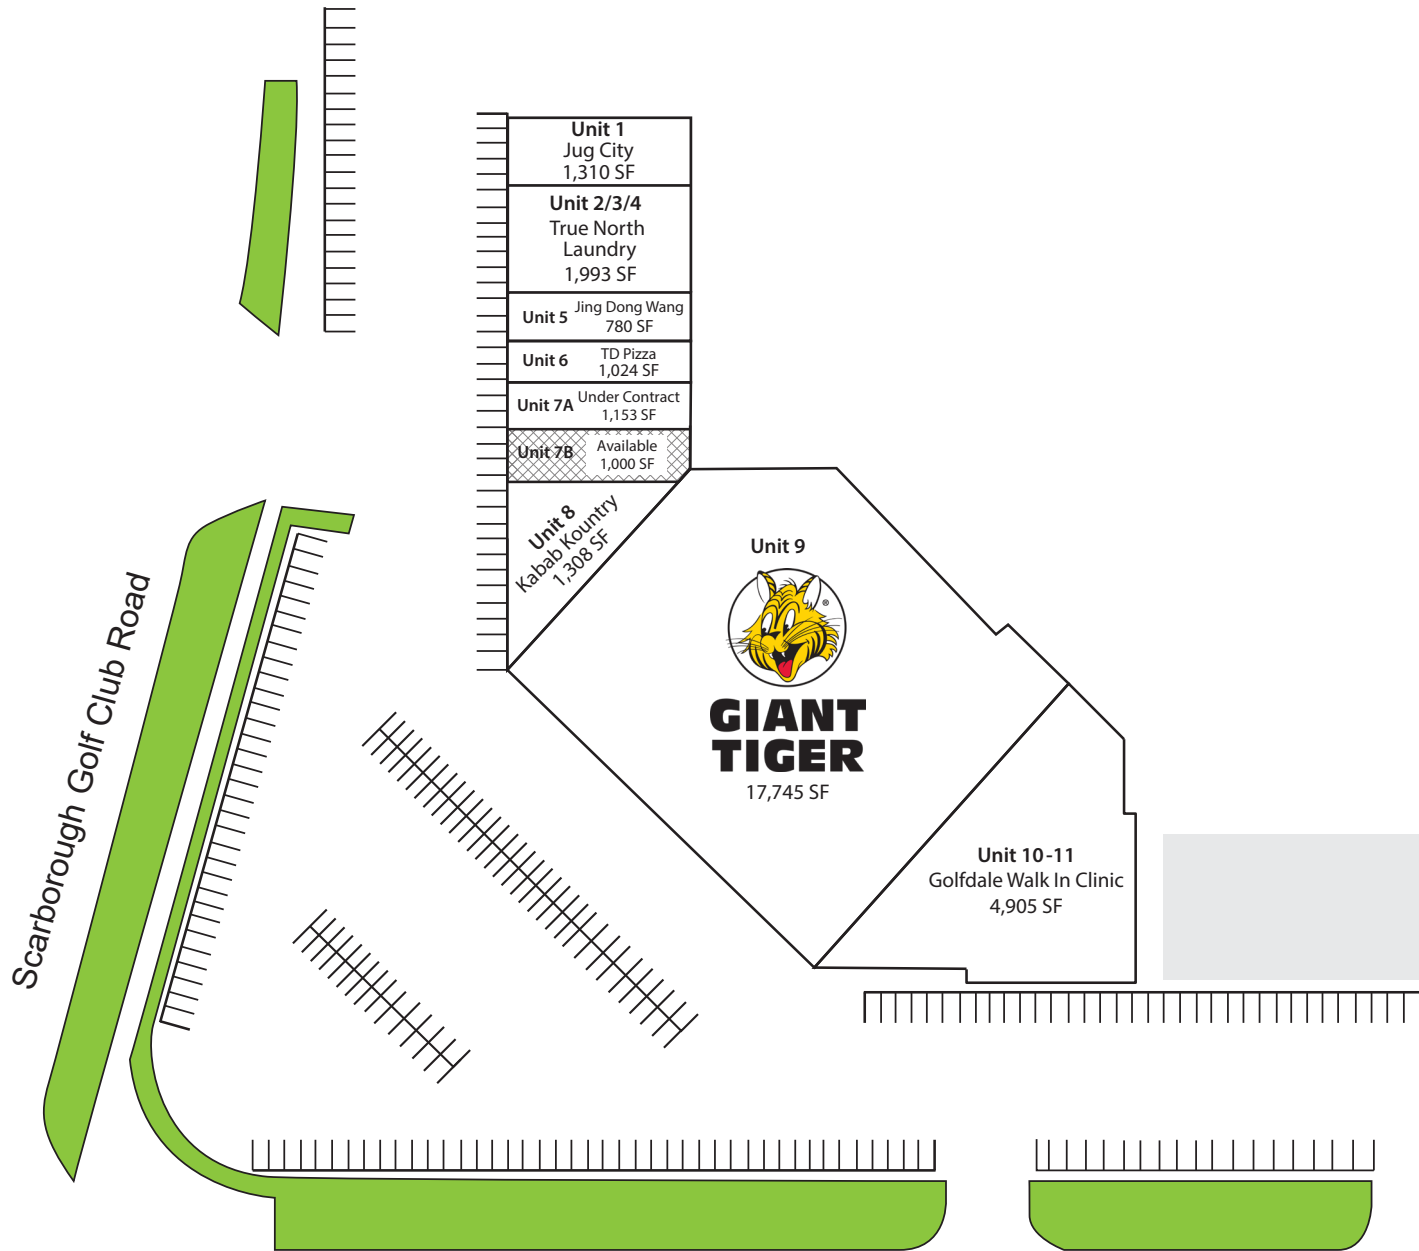 Unit 1
Jug City
1,310 SF
Unit 2/3/4
True North
Laundry
1,993 SF
Unit 5
Jing Dong Wang
780 SF
Unit 6
TD Pizza
1,024 SF
Unit 7A
Under Contract
1,153 SF
Unit 7B
Available
1,000 SF
Unit 8
Kabab Kountry
1,308 SF
Unit 9
®
GIANT
TIGER
17,745 SF
Unit 10-11
Golfdale Walk In Clinic
4,905 SF
Scarborough Golf Club Road